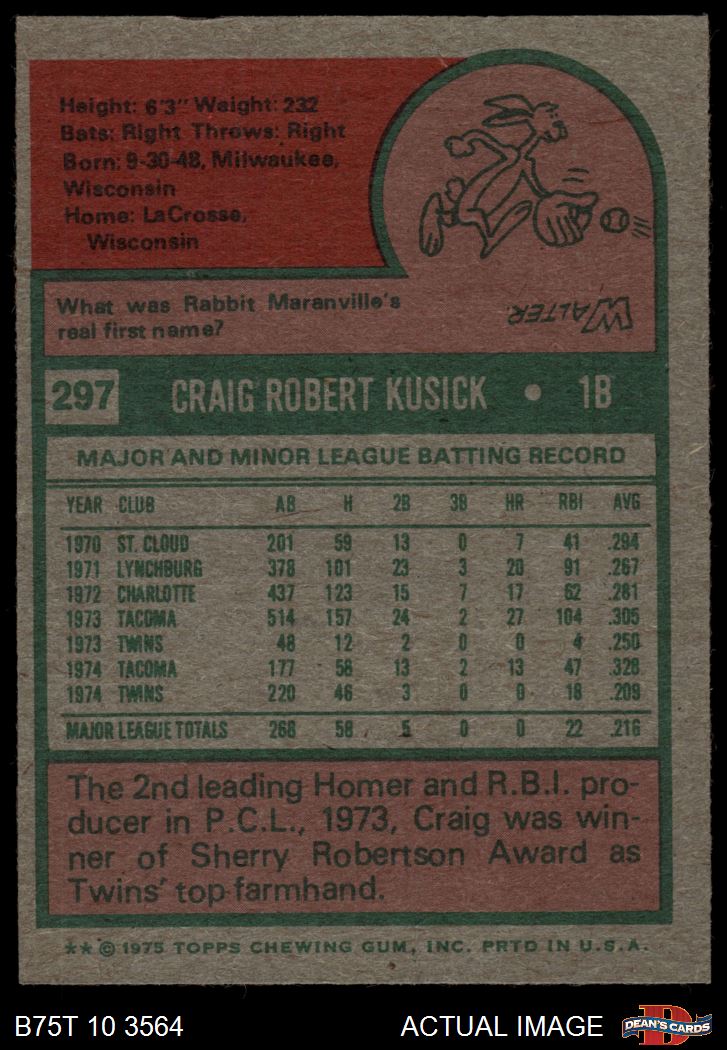 Height: 6'3" Weight: 232
Bats: Right Throws: Right
Born: 9-30-48, Milwaukee,
Wisconsin
Home: LaCrosse,
Wisconsin
What was Rabbit Maranville's
real first name?
WALTER
297 CRAIG ROBERT KUSICK • 1B
MAJOR AND MINOR LEAGUE BATTING RECORD
YEAR CLUB AB H 2B 3B HR RBI AVG
1970 ST. CLOUD 201 59 13 0 7 41 .294
1971 LYNCHBURG 378 101 23 3 20 91 .267
1972 CHARLOTTE 437 123 15 7 17 62 .281
1973 TACOMA 514 157 24 2 27 104 .305
1973 TWINS 48 12 2 0 0 4 .250
1974 TACOMA 177 58 13 2 13 47 .328
1974 TWINS 220 46 3 0 0 18 .209
MAJOR LEAGUE TOTALS 268 58 5 0 0 22 .216
The 2nd leading Homer and R.B.I. pro-
ducer in P.C.L., 1973, Craig was win-
ner of Sherry Robertson Award as
Twins' top farmhand.
** © 1975 TOPPS CHEWING GUM, INC. PRTD IN U.S.A.
B75T 10 3564 ACTUAL IMAGE D DEAN'S CARDS